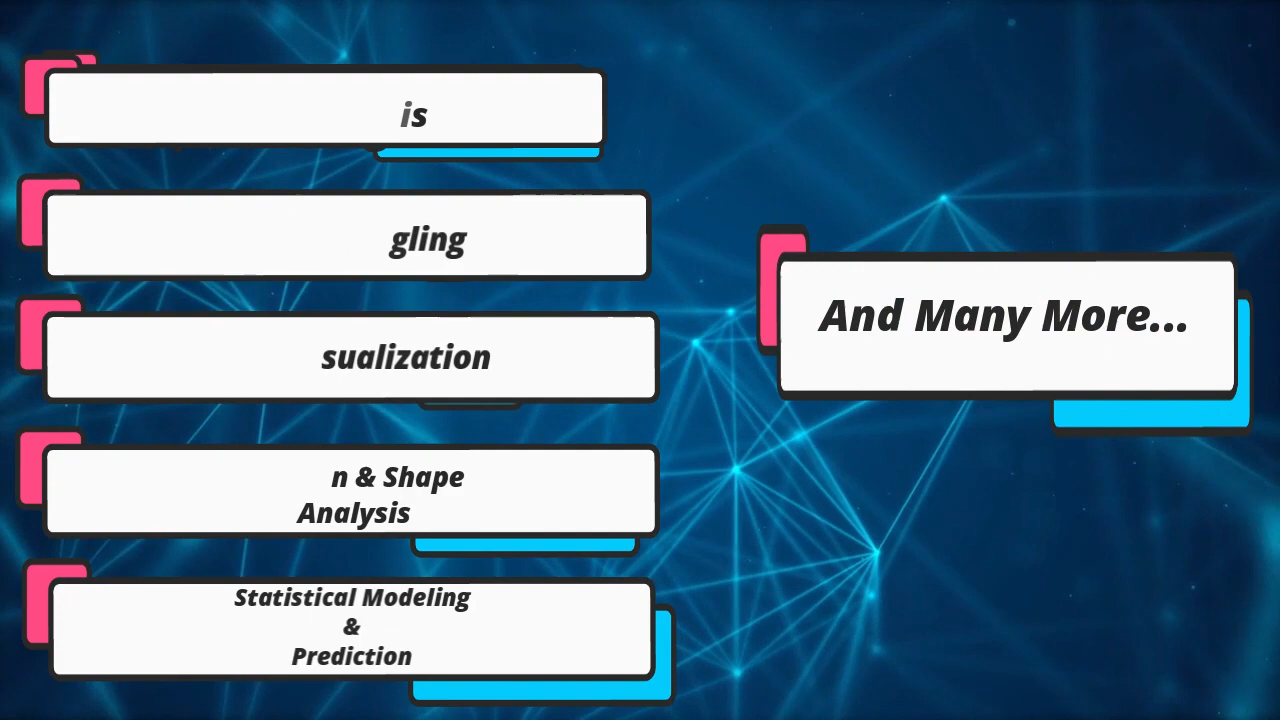 is
gling
sualization
n & Shape
Analysis
Statistical Modeling
&
Prediction
And Many More...